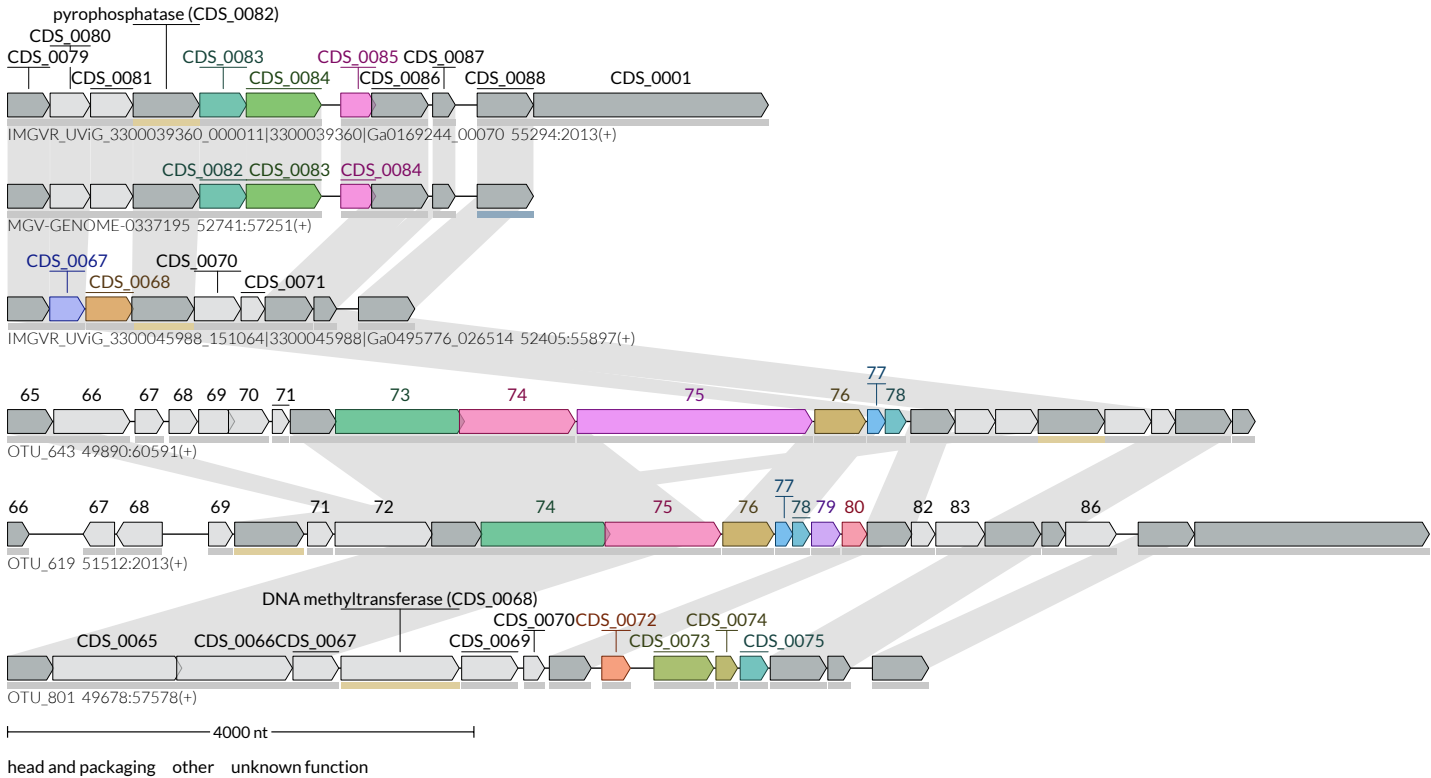 pyrophosphatase (CDS_0082)
CDS_0080
CDS_0079 CDS_0083 CDS_0085 CDS_0087
CDS_0081 CDS_0084 CDS_0086 CDS_0088 CDS_0001
IMGVR_UViG_3300039360_000011|3300039360|Ga0169244_00070 55294:2013(+)
CDS_0082 CDS_0083 CDS_0084
MGV-GENOME-0337195 52741:57251(+)
CDS_0067 CDS_0070
CDS_0068 CDS_0071
IMGVR_UViG_3300045988_151064|3300045988|Ga0495776_026514 52405:55897(+)
77
65 66 67 68 69 70 71 73 74 75 76 78
OTU_643 49890:60591(+)
77
66 67 68 69 71 72 74 75 76 78 79 80 82 83 86
OTU_619 51512:2013(+)
DNA methyltransferase (CDS_0068)
CDS_0070 CDS_0072 CDS_0074
CDS_0065 CDS_0066 CDS_0067 CDS_0069 CDS_0073 CDS_0075
OTU_801 49678:57578(+)
4000 nt
head and packaging other unknown function